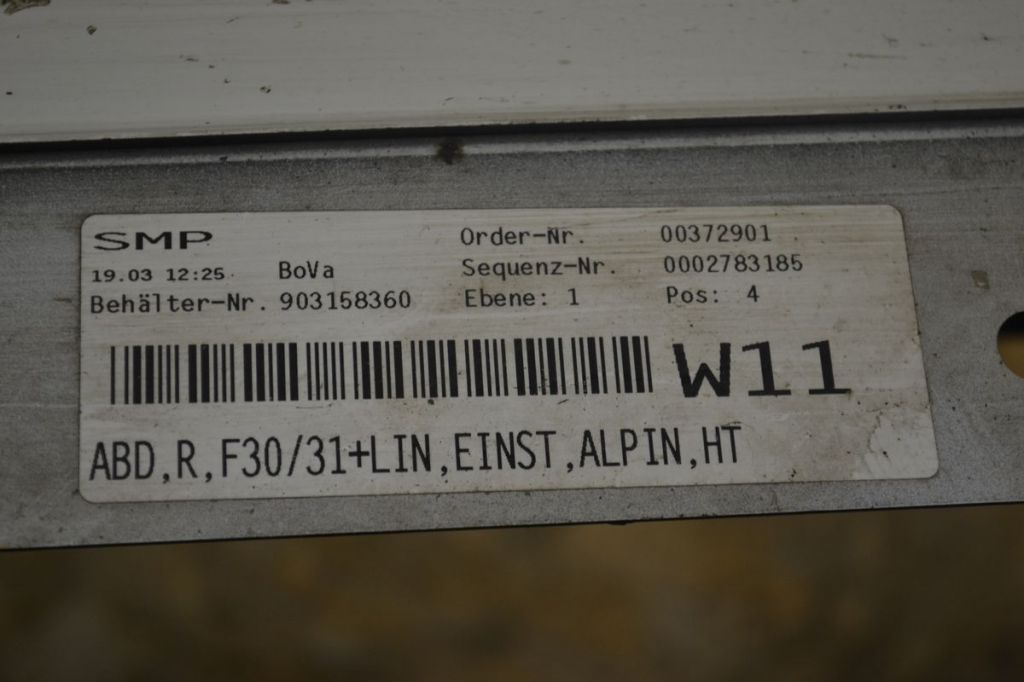 SMP Order-Nr. 00372901
19.03 12:25 BoVa Sequenz-Nr. 0002783185
Behälter-Nr. 903158360 Ebene: 1 Pos: 4
W11
ABD,R,F30/31+LIN,EINST,ALPIN,HT